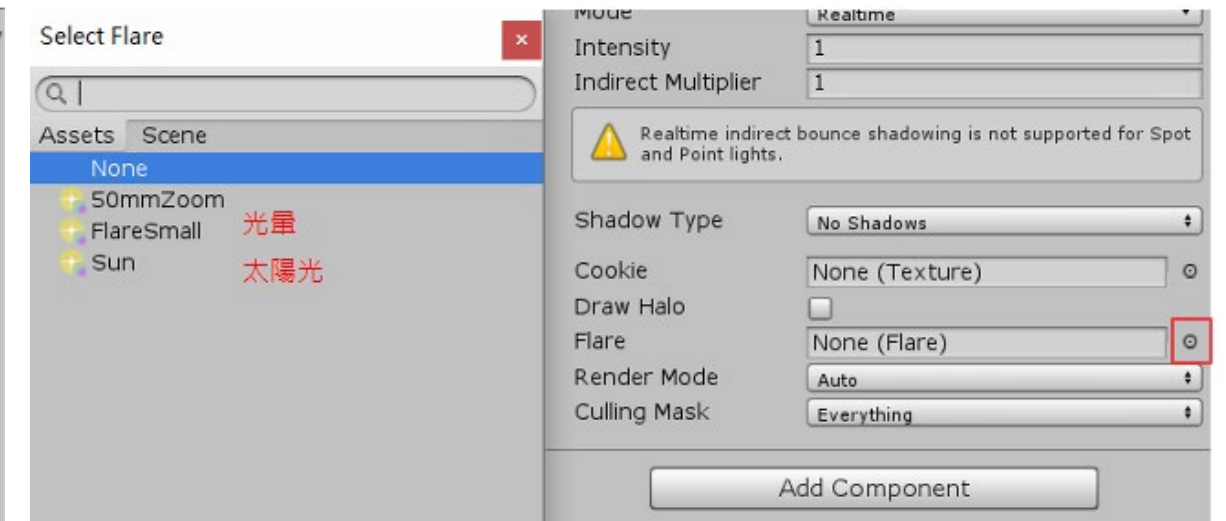 Select Flare
Assets Scene
None
50mmZoom
FlareSmall 光暈
Sun 太陽光
Mode Realtime
Intensity 1
Indirect Multiplier 1
Realtime indirect bounce shadowing is not supported for Spot
and Point lights.
Shadow Type No Shadows
Cookie None (Texture)
Draw Halo
Flare None (Flare)
Render Mode Auto
Culling Mask Everything
Add Component